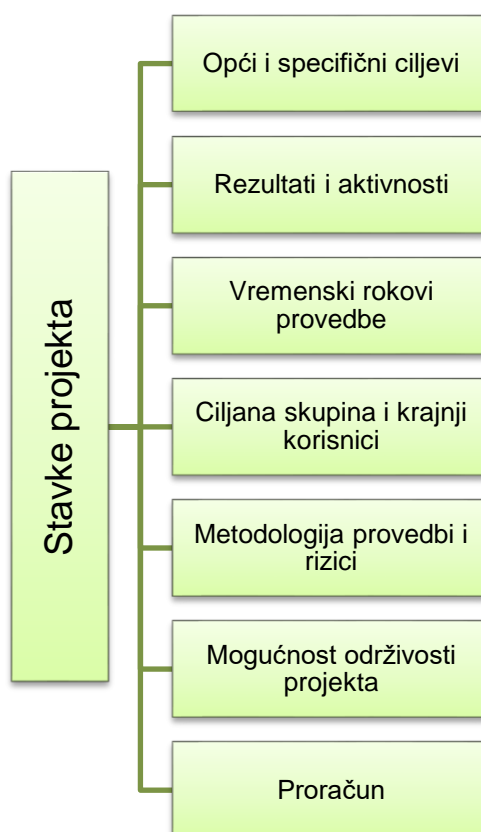 Stavke projekta
Opći i specifični ciljevi
Rezultati i aktivnosti
Vremenski rokovi
provedbe
Ciljana skupina i krajnji
korisnici
Metodologija provedbi i
rizici
Mogućnost održivosti
projekta
Proračun